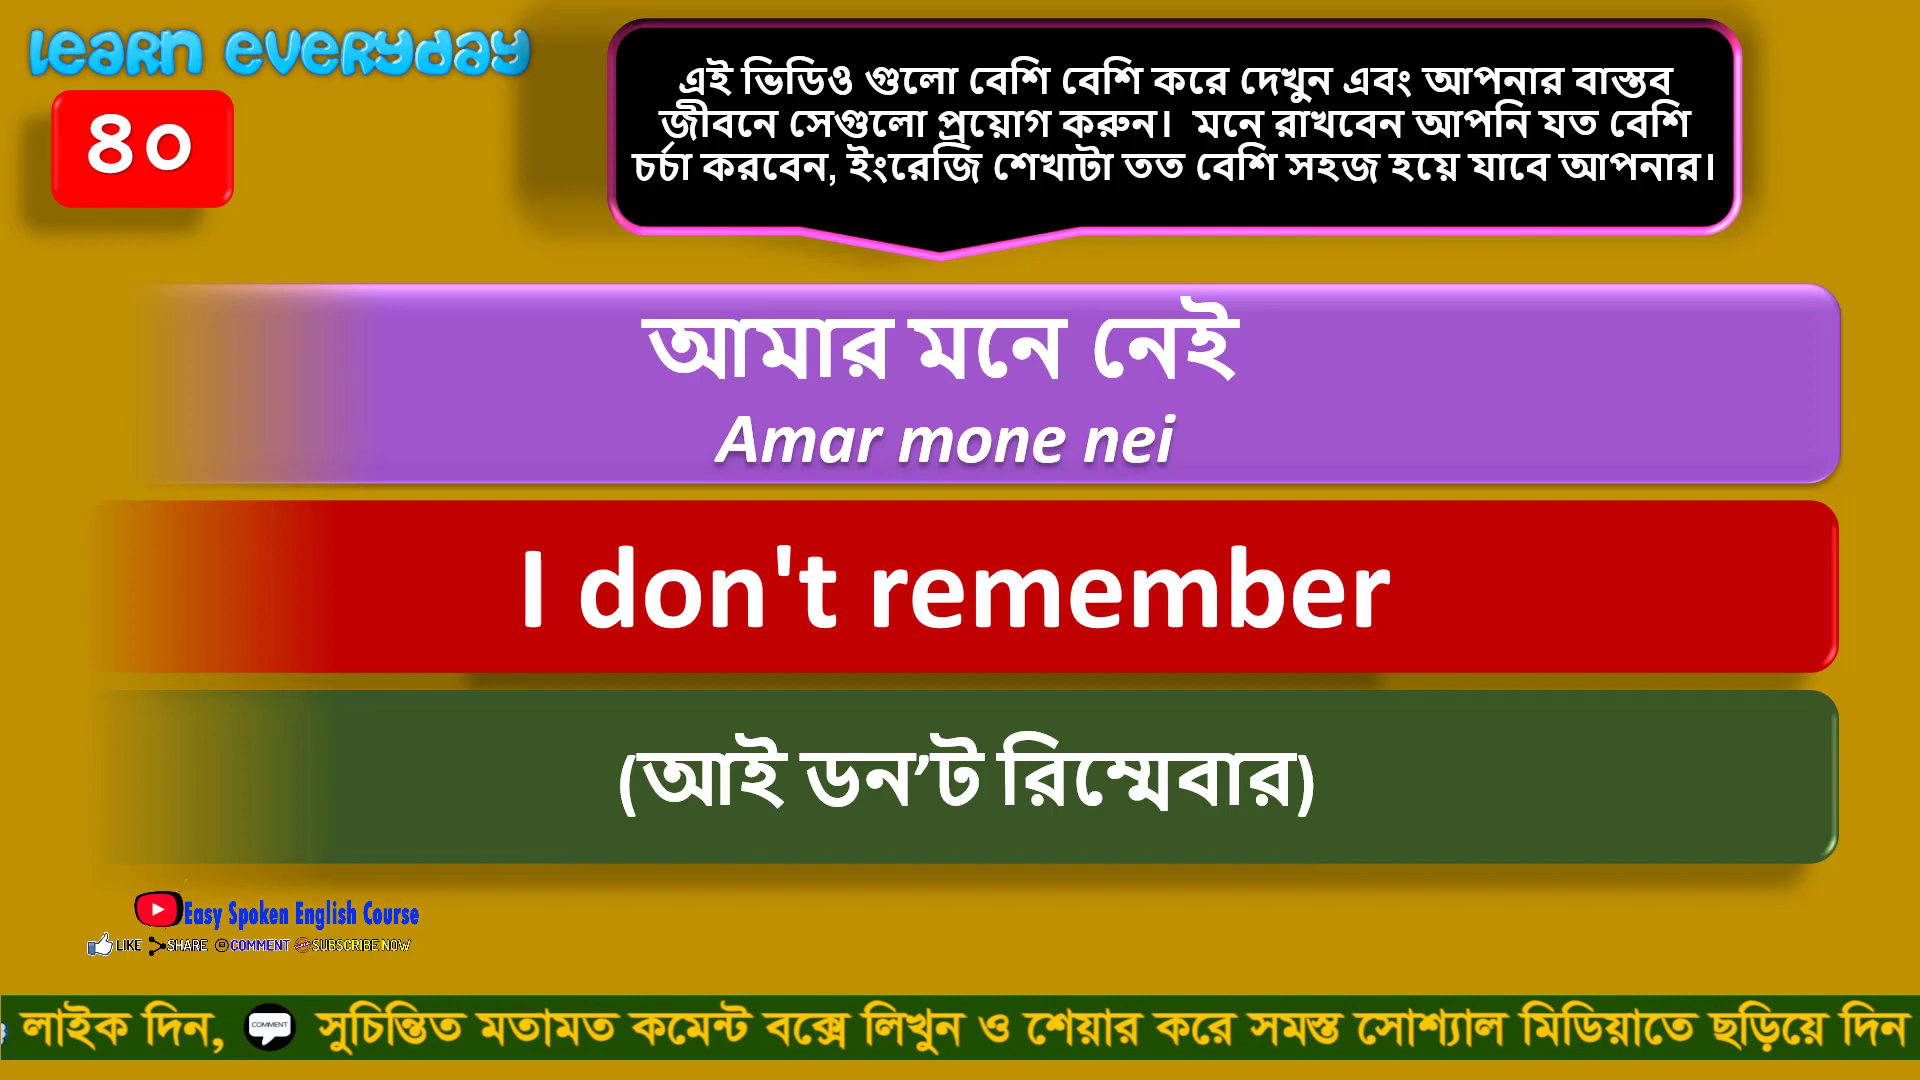 Learn Everyday
৪০
এই ভিডিও গুলো বেশি বেশি করে দেখুন এবং আপনার বাস্তব
জীবনে সেগুলো প্রয়োগ করুন।  মনে রাখবেন আপনি যত বেশি
চর্চা করবেন, ইংরেজি শেখাটা তত বেশি সহজ হয়ে যাবে আপনার।
আমার মনে নেই
Amar mone nei
I don't remember
(আই ডন’ট রিম্মেবার)
Easy Spoken English Course
LIKE SHARE COMMENT SUBSCRIBE NOW
লাইক দিন, COMMENT সুচিন্তিত মতামত কমেন্ট বক্সে লিখুন ও শেয়ার করে সমস্ত সোশ্যাল মিডিয়াতে ছড়িয়ে দিন